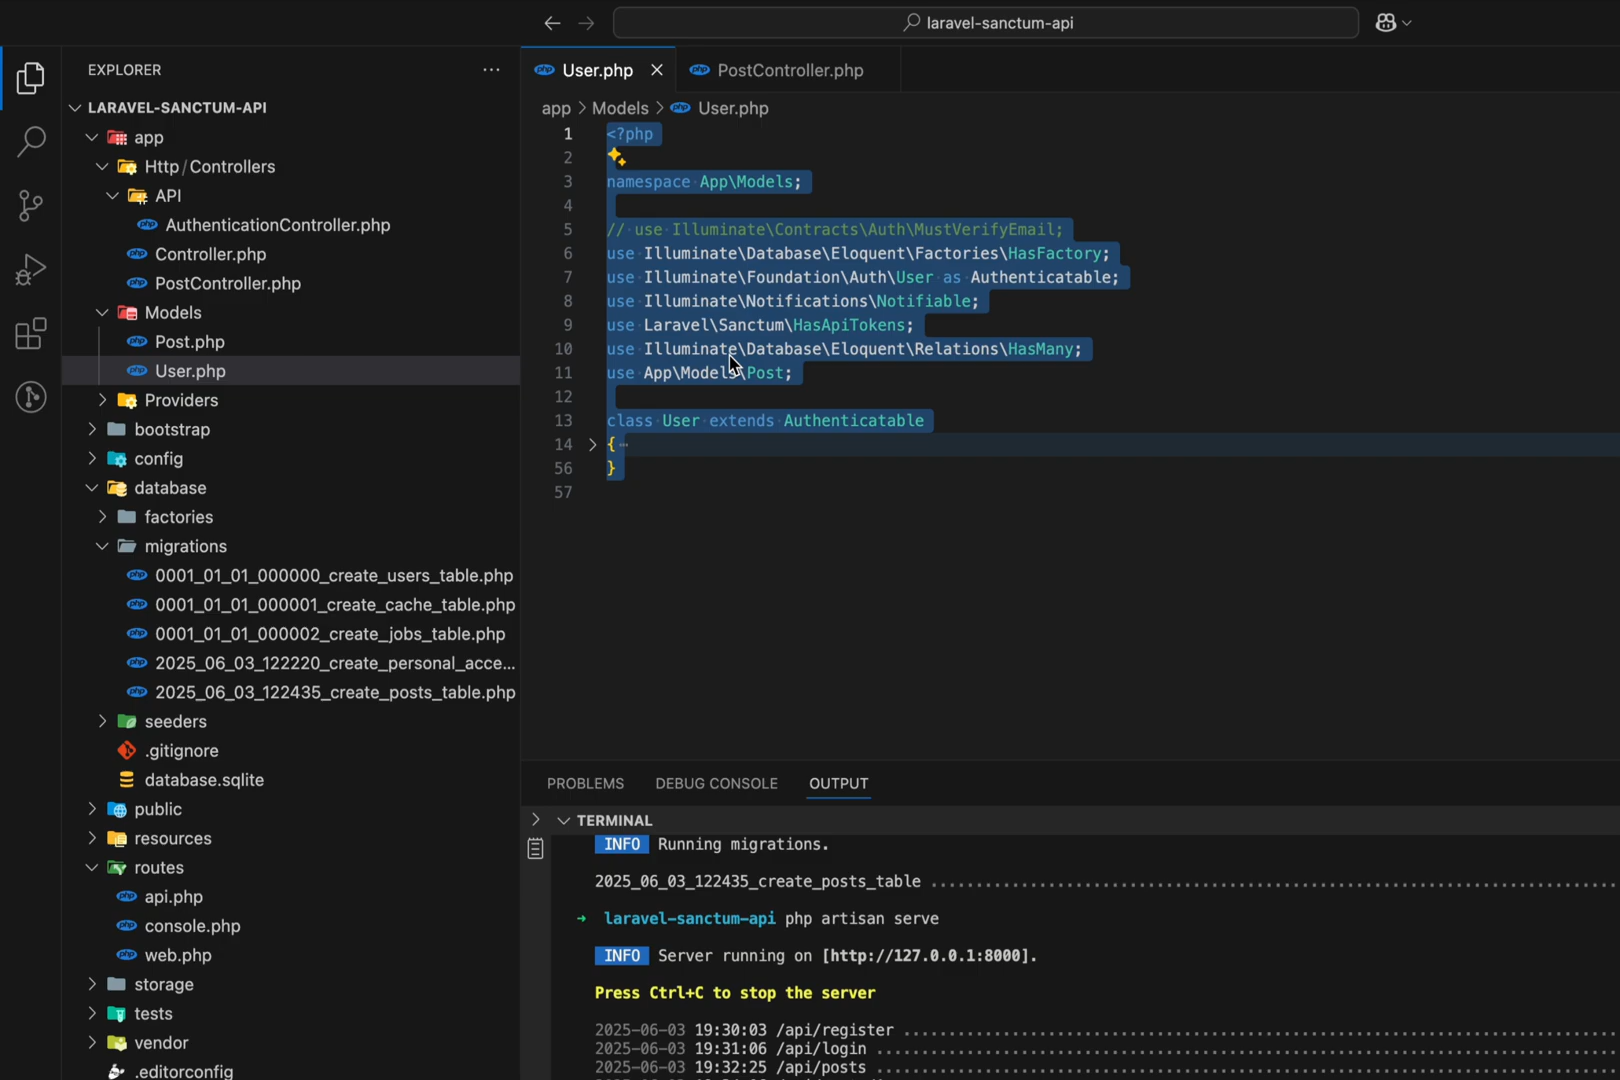 laravel-sanctum-api
EXPLORER
LARAVEL-SANCTUM-API
app
Http/Controllers
API
AuthenticationController.php
Controller.php
PostController.php
Models
Post.php
User.php
Providers
bootstrap
config
database
factories
migrations
0001_01_01_000000_create_users_table.php
0001_01_01_000001_create_cache_table.php
0001_01_01_000002_create_jobs_table.php
2025_06_03_122220_create_personal_acce...
2025_06_03_122435_create_posts_table.php
seeders
.gitignore
database.sqlite
public
resources
routes
api.php
console.php
web.php
storage
tests
vendor
.editorconfig
User.php
PostController.php
app > Models > User.php
1 <?php
2
3 namespace App\Models;
4
5 // use Illuminate\Contracts\Auth\MustVerifyEmail;
6 use Illuminate\Database\Eloquent\Factories\HasFactory;
7 use Illuminate\Foundation\Auth\User as Authenticatable;
8 use Illuminate\Notifications\Notifiable;
9 use Laravel\Sanctum\HasApiTokens;
10 use Illuminate\Database\Eloquent\Relations\HasMany;
11 use App\Models\Post;
12
13 class User extends Authenticatable
14 { ...
56 }
57
PROBLEMS DEBUG CONSOLE OUTPUT
TERMINAL
INFO Running migrations.
2025_06_03_122435_create_posts_table ..........
→ laravel-sanctum-api php artisan serve
INFO Server running on [http://127.0.0.1:8000].
Press Ctrl+C to stop the server
2025-06-03 19:30:03 /api/register ..........
2025-06-03 19:31:06 /api/login ..........
2025-06-03 19:32:25 /api/posts ..........